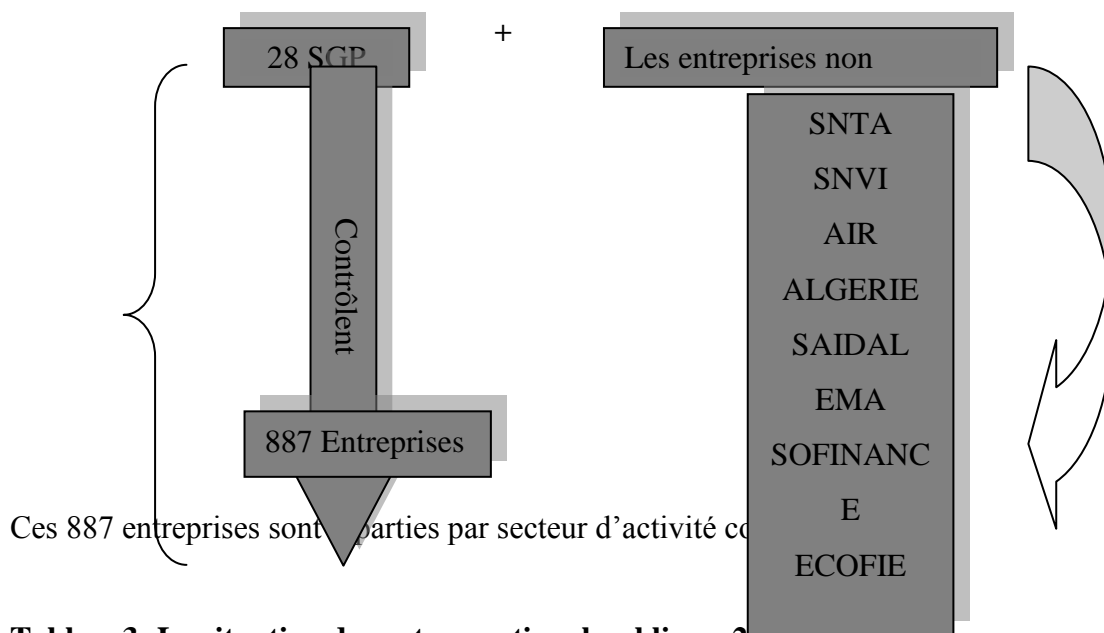 +
28 SGP
Les entreprises non
Contrôlent
887 Entreprises
SNTA
SNVI
AIR
ALGERIE
SAIDAL
EMA
SOFINANC
E
ECOFIE
Ces 887 entreprises sont parties par secteur d’activité